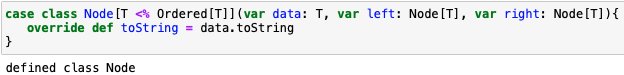 case class Node[T <% Ordered[T]](var data: T, var left: Node[T], var right: Node[T]){
   override def toString = data.toString
}
defined class Node